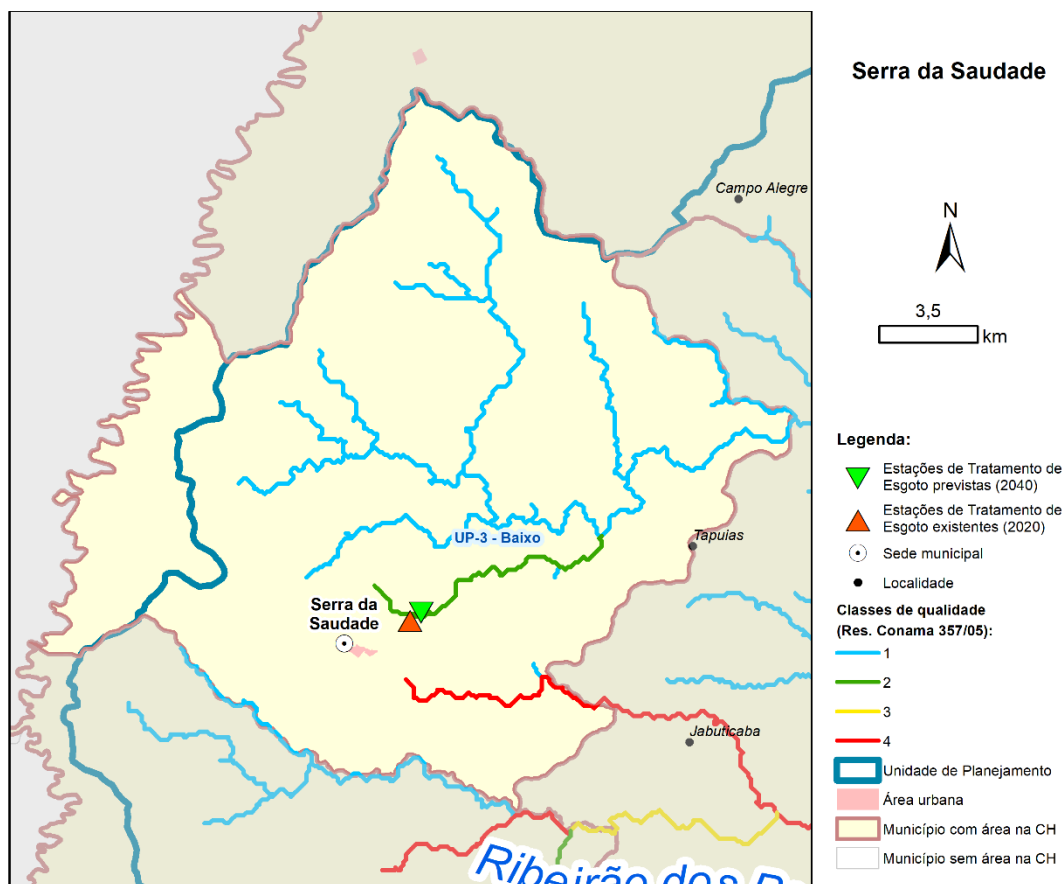 Serra da Saudade
Campo Alegre
N
3,5
km
Legenda:
Estações de Tratamento de
Esgoto previstas (2040)
Estações de Tratamento de
Esgoto existentes (2020)
Sede municipal
Localidade
Classes de qualidade
(Res. Conama 357/05):
1
2
3
4
Unidade de Planejamento
Área urbana
Município com área na CH
Município sem área na CH
UP-3 - Baixo
Tapuias
Serra da
Saudade
Jabuticaba
Ribeirão dos